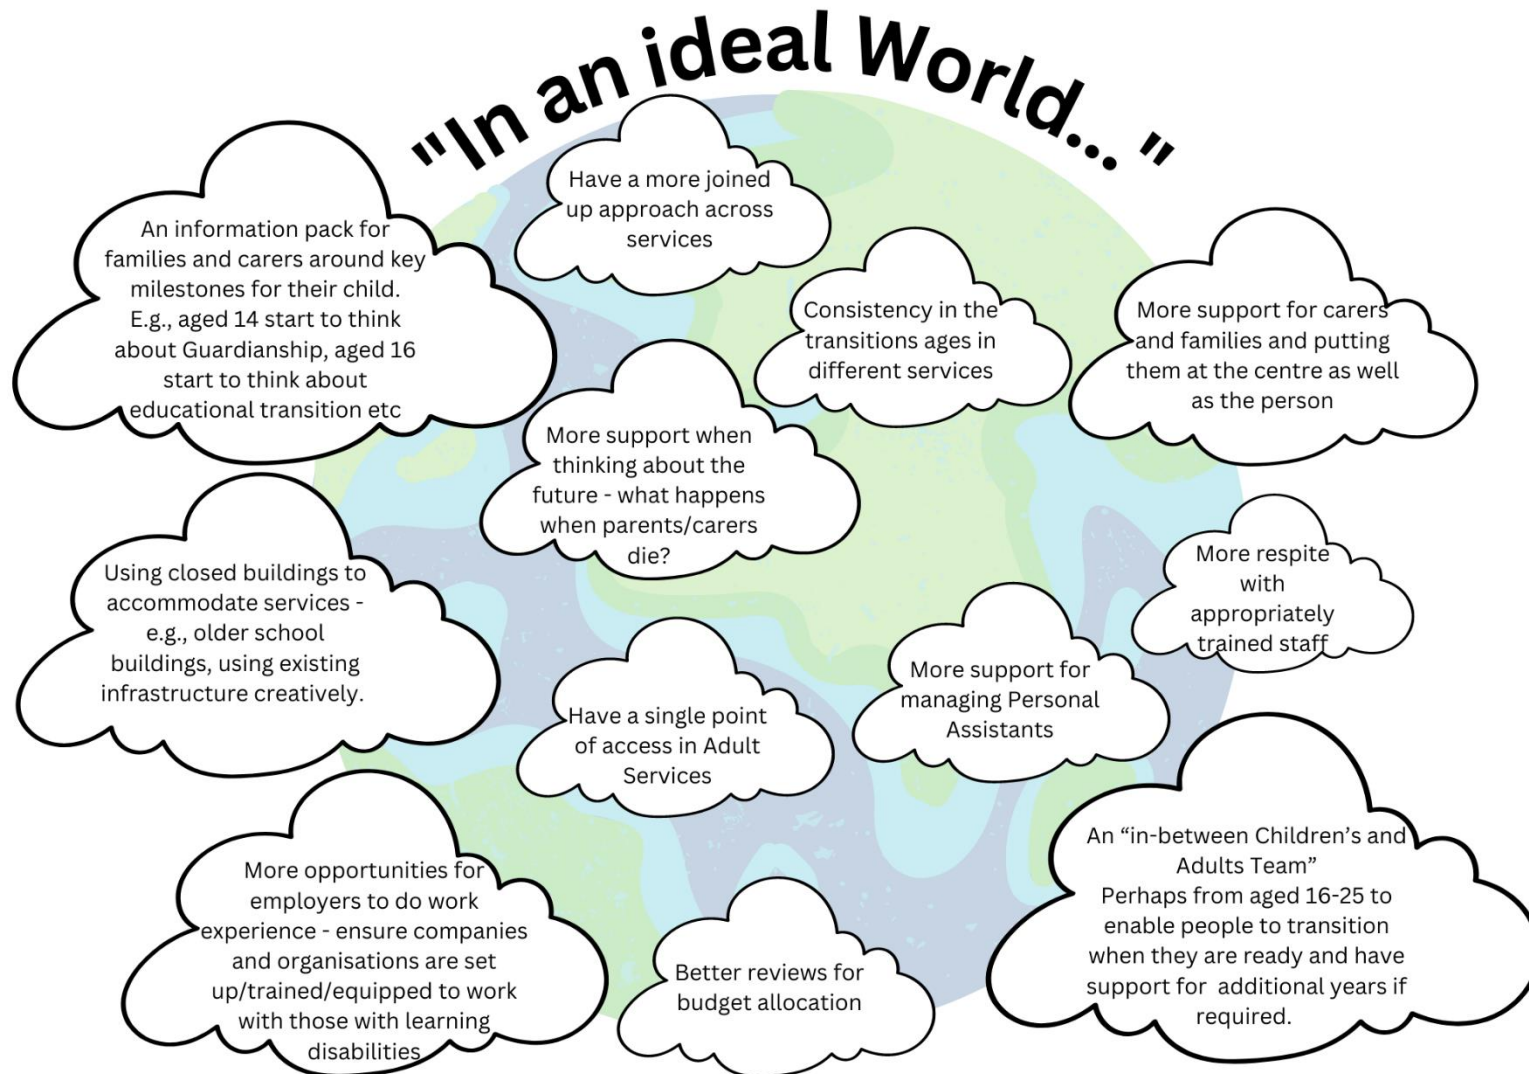 "In an ideal World... "
Have a more joined
up approach across
services
An information pack for
families and carers around key
milestones for their child.
E.g., aged 14 start to think
about Guardianship, aged 16
start to think about
educational transition etc
Consistency in the
transitions ages in
different services
More support for carers
and families and putting
them at the centre as well
as the person
More support when
thinking about the
future - what happens
when parents/carers
die?
Using closed buildings to
accommodate services -
e.g., older school
buildings, using existing
infrastructure creatively.
More respite
with
appropriately
trained staff
More support for
managing Personal
Assistants
Have a single point
of access in Adult
Services
An “in-between Children’s and
Adults Team”
Perhaps from aged 16-25 to
enable people to transition
when they are ready and have
support for  additional years if
required.
More opportunities for
employers to do work
experience - ensure companies
and organisations are set
up/trained/equipped to work
with those with learning
disabilities
Better reviews for
budget allocation